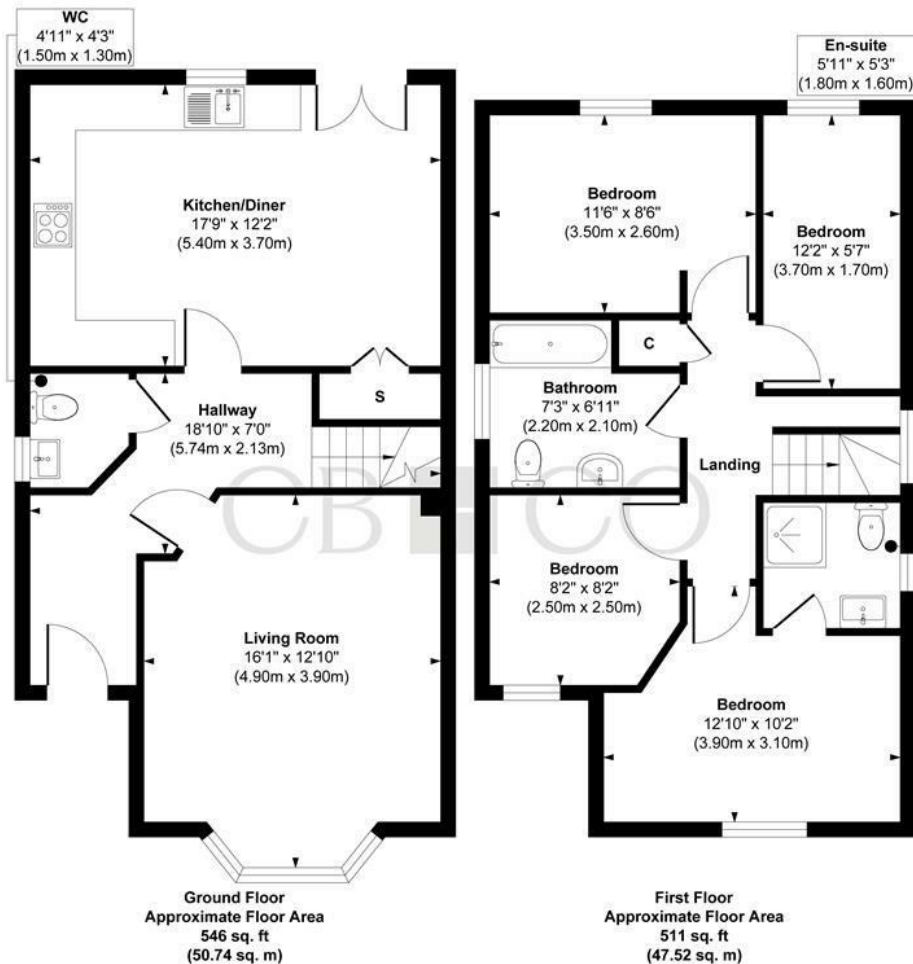 WC
4'11" x 4'3"
(1.50m x 1.30m)
Kitchen/Diner
17'9" x 12'2"
(5.40m x 3.70m)
Hallway
18'10" x 7'0"
(5.74m x 2.13m)
S
Living Room
16'1" x 12'10"
(4.90m x 3.90m)
Ground Floor
Approximate Floor Area
546 sq. ft
(50.74 sq. m)
En-suite
5'11" x 5'3"
(1.80m x 1.60m)
Bedroom
11'6" x 8'6"
(3.50m x 2.60m)
Bedroom
12'2" x 5'7"
(3.70m x 1.70m)
C
Bathroom
7'3" x 6'11"
(2.20m x 2.10m)
Landing
Bedroom
8'2" x 8'2"
(2.50m x 2.50m)
Bedroom
12'10" x 10'2"
(3.90m x 3.10m)
First Floor
Approximate Floor Area
511 sq. ft
(47.52 sq. m)
CBHCO